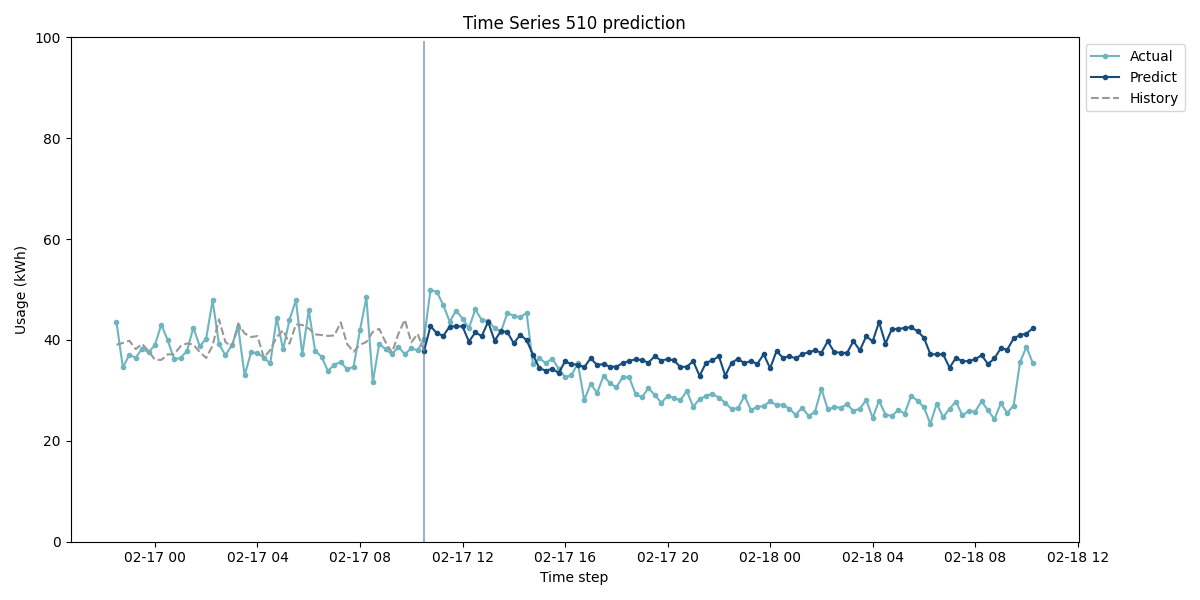 Time Series 510 prediction
Actual
Predict
History
Usage (kWh)
100
80
60
40
20
0
02-17 00
02-17 04
02-17 08
02-17 12
02-17 16
02-17 20
02-18 00
02-18 04
02-18 08
02-18 12
Time step